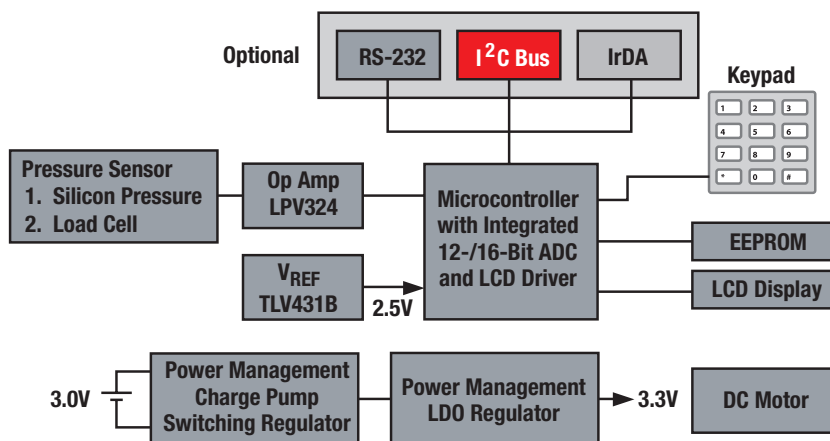 Optional
RS-232
I²C Bus
IrDA
Keypad
1 2 3
4 5 6
7 8 9
* 0 #
Pressure Sensor
1. Silicon Pressure
2. Load Cell
Op Amp
LPV324
Microcontroller
with Integrated
12-/16-Bit ADC
and LCD Driver
EEPROM
VREF
TLV431B
2.5V
LCD Display
3.0V
Power Management
Charge Pump
Switching Regulator
Power Management
LDO Regulator
3.3V
DC Motor